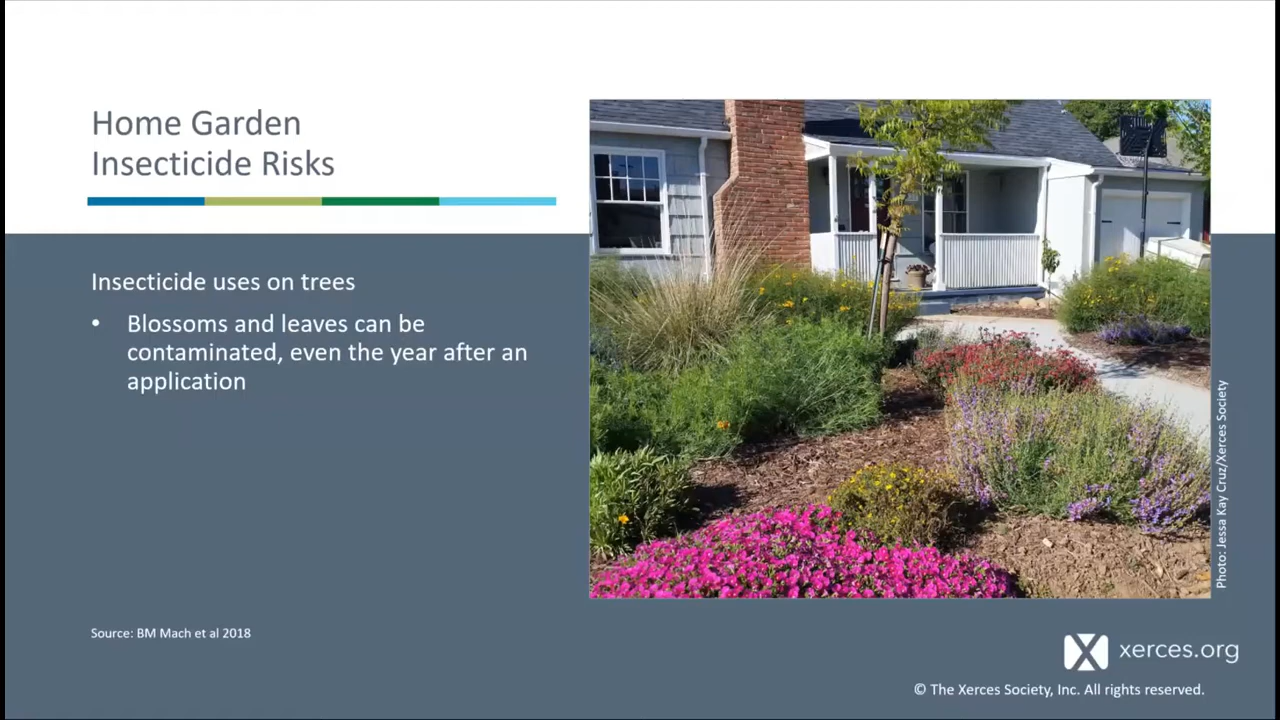 Home Garden
Insecticide Risks
Insecticide uses on trees
• Blossoms and leaves can be
contaminated, even the year after an
application
Photo: Jessa Kay Cruz/Xerces Society
Source: BM Mach et al 2018
xerces.org
© The Xerces Society, Inc. All rights reserved.